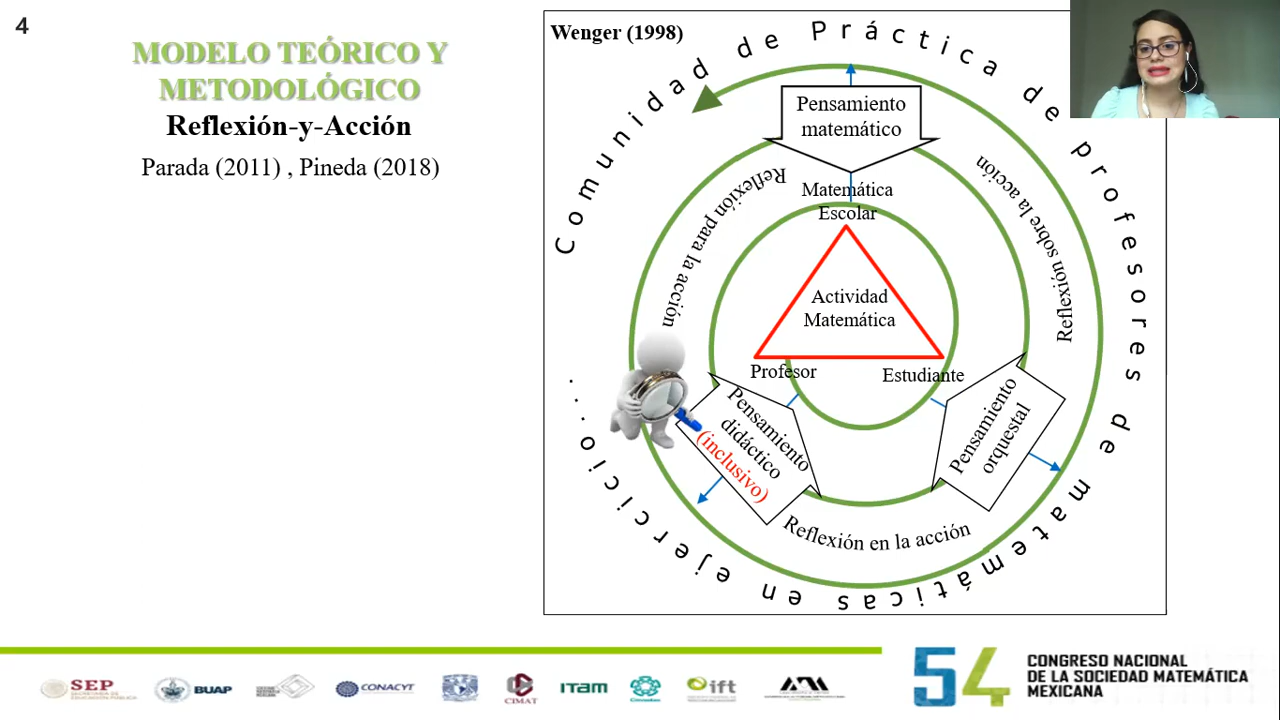 4
MODELO TEÓRICO Y
METODOLÓGICO
Reflexión-y-Acción
Parada (2011) , Pineda (2018)
Wenger (1998)
Comunidad de Práctica de profesores de matemáticas en ejercicio...
Pensamiento
matemático
Reflexión para la acción
Reflexión sobre la acción
Matemática
Escolar
Actividad
Matemática
Profesor
Estudiante
Pensamiento
didáctico
(inclusivo)
Pensamiento
orquestal
Reflexión en la acción
SEP
BUAP
CONACYT
CIMAT
ITAM
ift
54
CONGRESO NACIONAL
DE LA SOCIEDAD MATEMÁTICA
MEXICANA